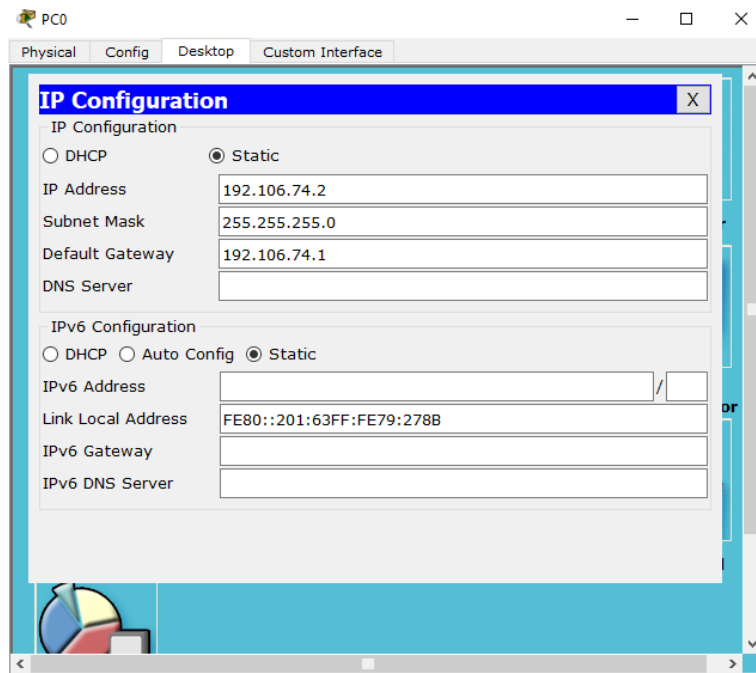 PC0
Physical Config Desktop Custom Interface
IP Configuration X
IP Configuration
DHCP Static
IP Address 192.106.74.2
Subnet Mask 255.255.255.0
Default Gateway 192.106.74.1
DNS Server
IPv6 Configuration
DHCP Auto Config Static
IPv6 Address /
or
Link Local Address FE80::201:63FF:FE79:278B
IPv6 Gateway
IPv6 DNS Server